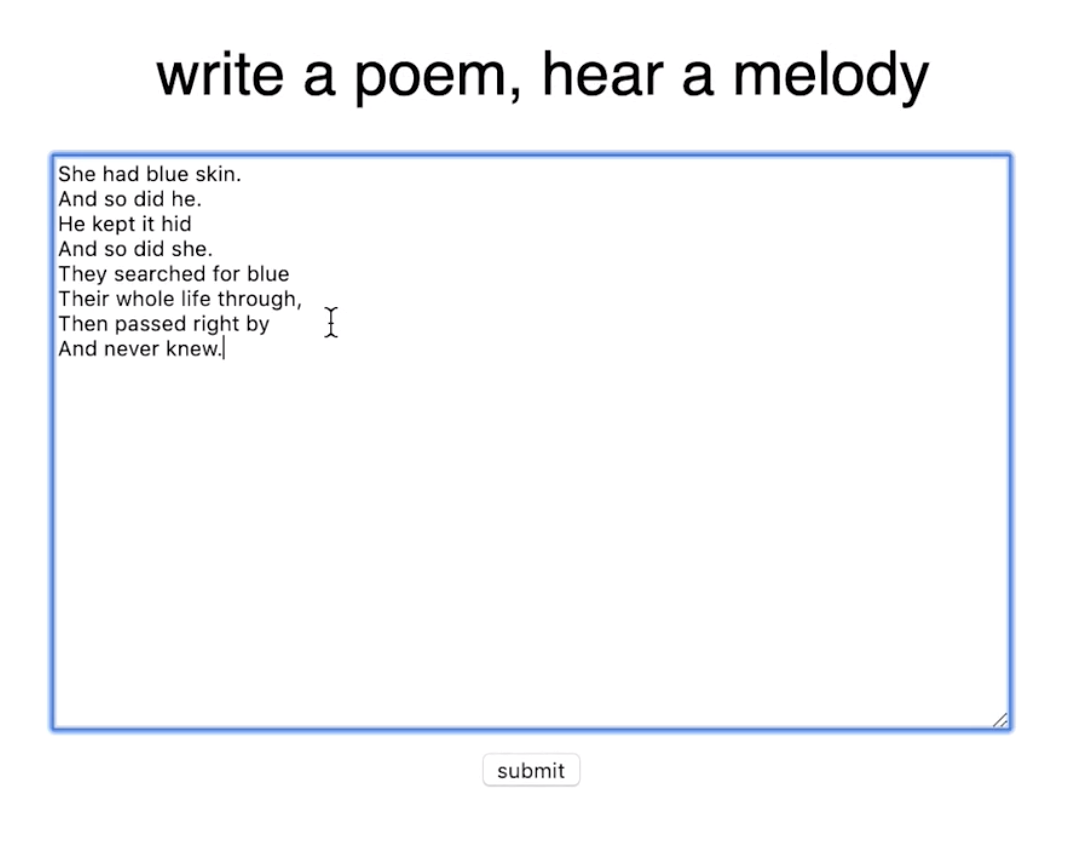 write a poem, hear a melody
She had blue skin.
And so did he.
He kept it hid
And so did she.
They searched for blue
Their whole life through,
Then passed right by
And never knew.
submit